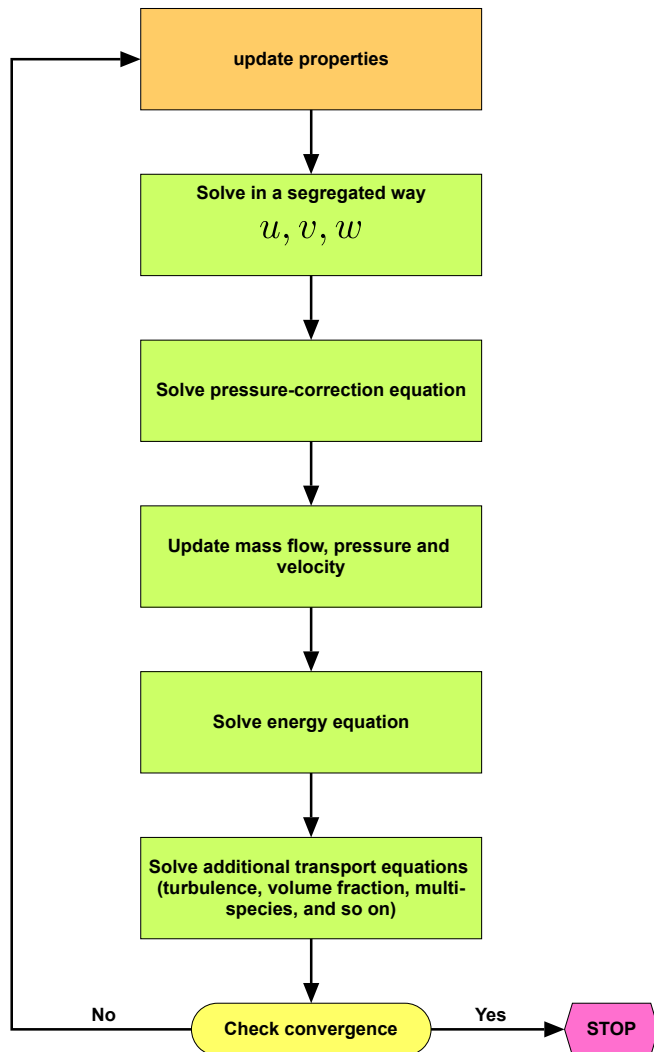 update properties
Solve in a segregated way
u, v, w
Solve pressure-correction equation
Update mass flow, pressure and
velocity
Solve energy equation
Solve additional transport equations
(turbulence, volume fraction, multi-
species, and so on)
No
Check convergence
Yes
STOP